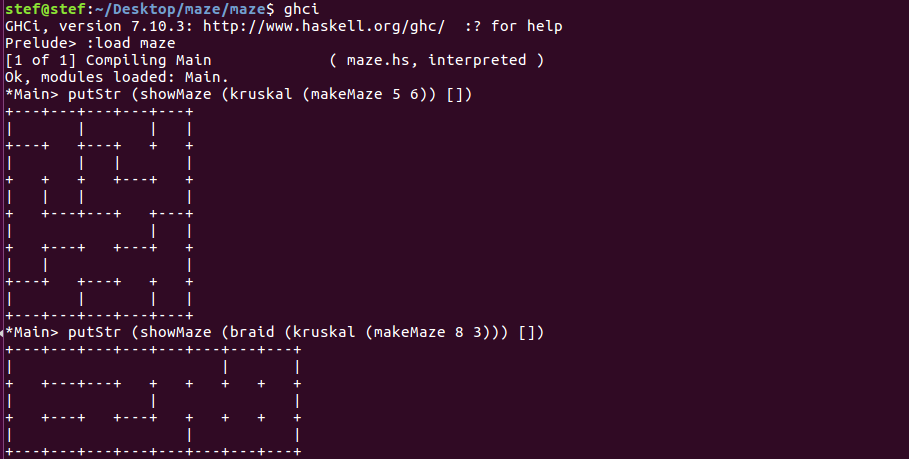 stef@stef:~/Desktop/maze/maze$ ghci
GHCi, version 7.10.3: http://www.haskell.org/ghc/  :? for help
Prelude> :load maze
[1 of 1] Compiling Main             ( maze.hs, interpreted )
Ok, modules loaded: Main.
*Main> putStr (showMaze (kruskal (makeMaze 5 6)) [])
+---+---+---+---+---+
|       |       |   |
+---+   +---+   +   +
|       |   |       |
+   +   +   +---+   +
|   |   |           |
+   +---+---+   +---+
|               |   |
+   +---+   +---+   +
|   |               |
+---+   +---+   +   +
|       |       |   |
+---+---+---+---+---+
*Main> putStr (showMaze (braid (kruskal (makeMaze 8 3))) [])
+---+---+---+---+---+---+---+---+
|                       |       |
+   +---+---+   +   +   +   +   +
|               |               |
+   +---+   +---+   +   +   +   +
|                   |           |
+---+---+---+---+---+---+---+---+